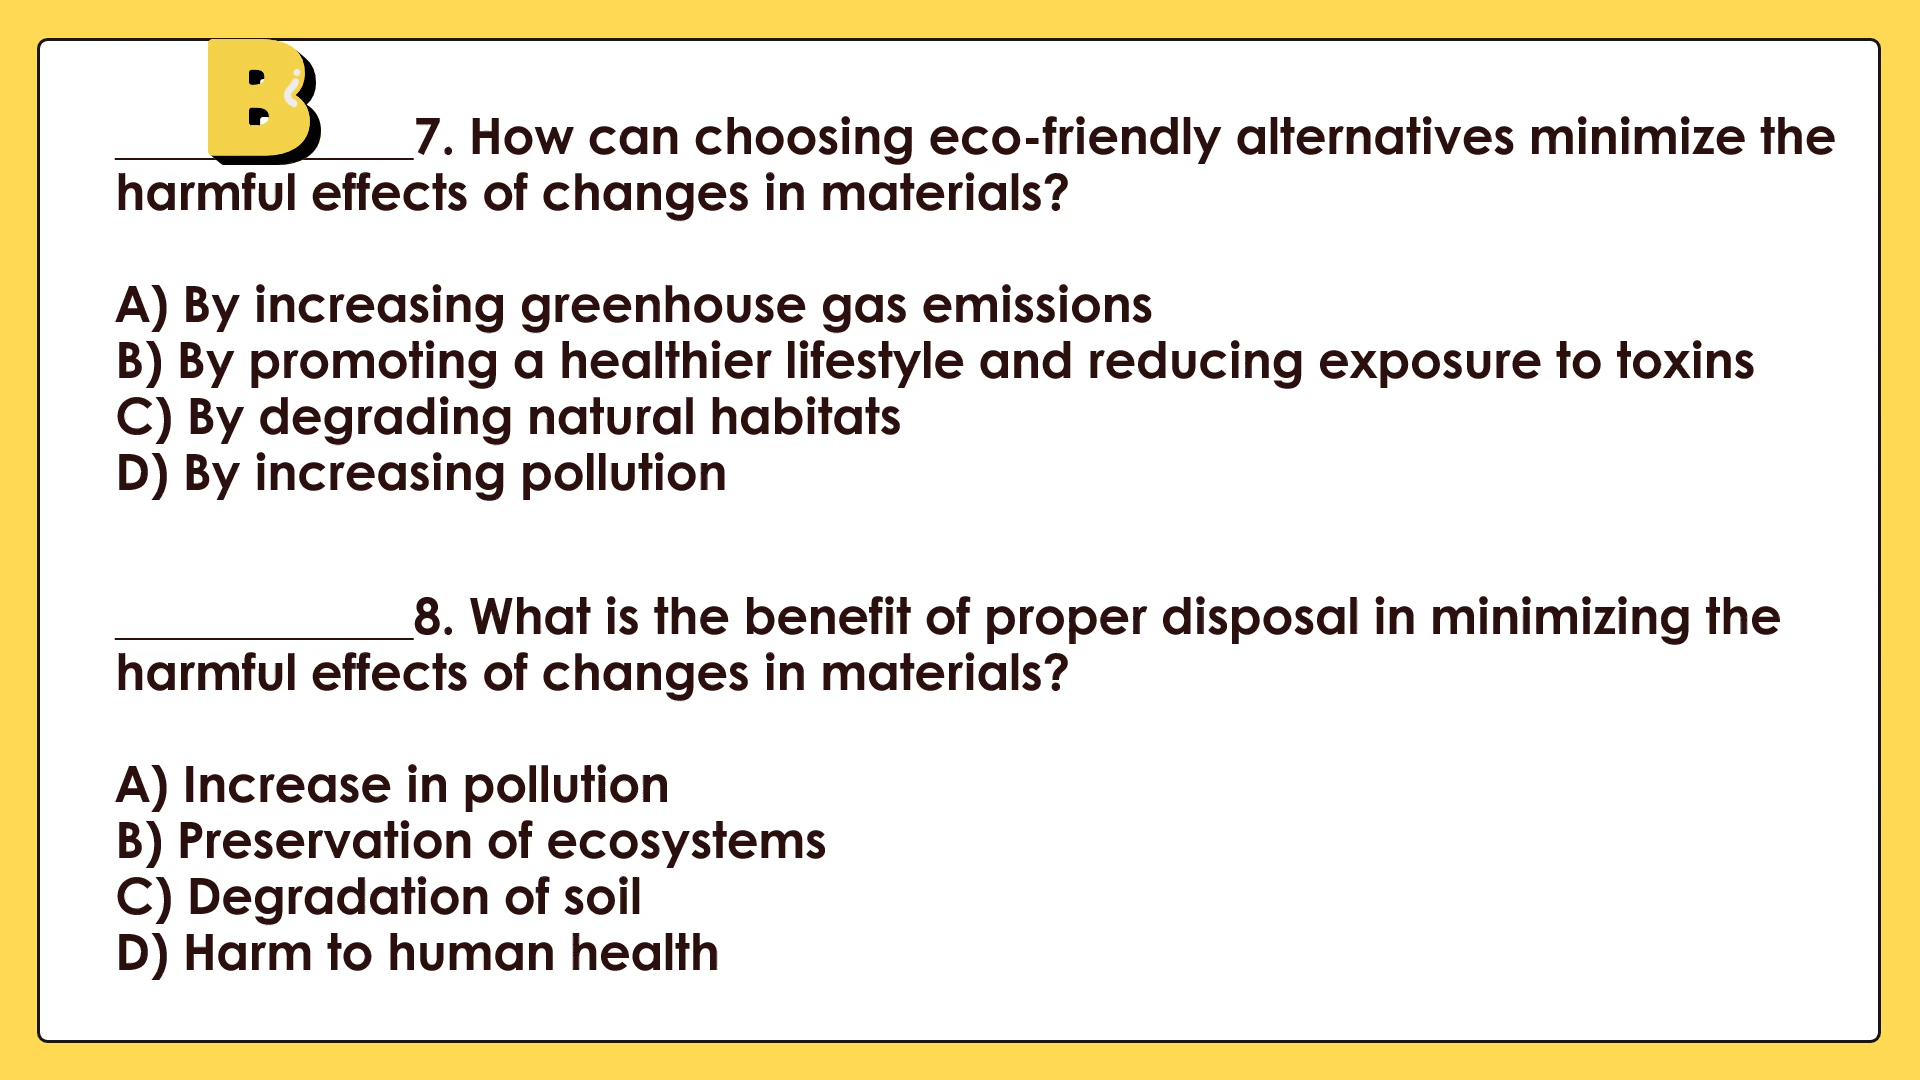 B
______________7. How can choosing eco-friendly alternatives minimize the
harmful effects of changes in materials?
A) By increasing greenhouse gas emissions
B) By promoting a healthier lifestyle and reducing exposure to toxins
C) By degrading natural habitats
D) By increasing pollution
______________8. What is the benefit of proper disposal in minimizing the
harmful effects of changes in materials?
A) Increase in pollution
B) Preservation of ecosystems
C) Degradation of soil
D) Harm to human health